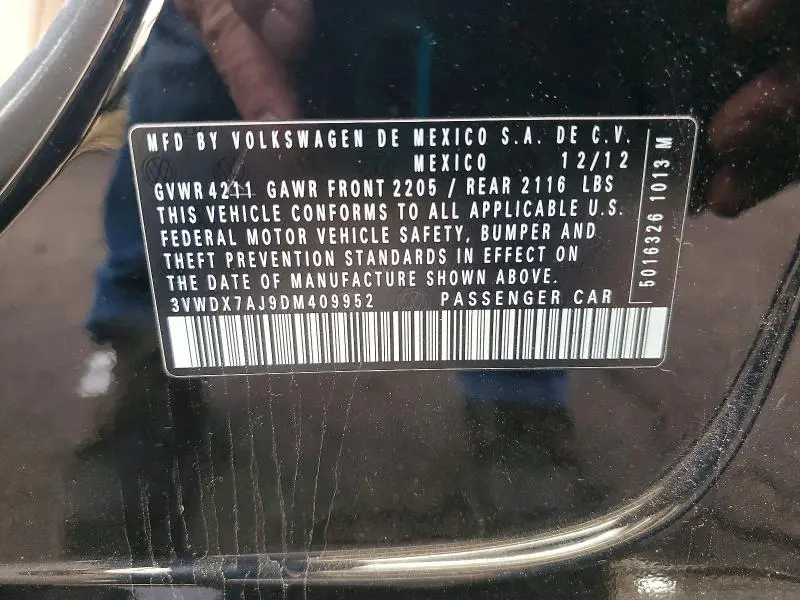 MFD BY VOLKSWAGEN DE MEXICO S.A. DE C.V.
MEXICO 12/12
GVWR 4211 GAWR FRONT 2205 / REAR 2116 LBS
THIS VEHICLE CONFORMS TO ALL APPLICABLE U.S.
FEDERAL MOTOR VEHICLE SAFETY, BUMPER AND
THEFT PREVENTION STANDARDS IN EFFECT ON
THE DATE OF MANUFACTURE SHOWN ABOVE.
3VWDX7AJ9DM409952 PASSENGER CAR
5016326 1013 M